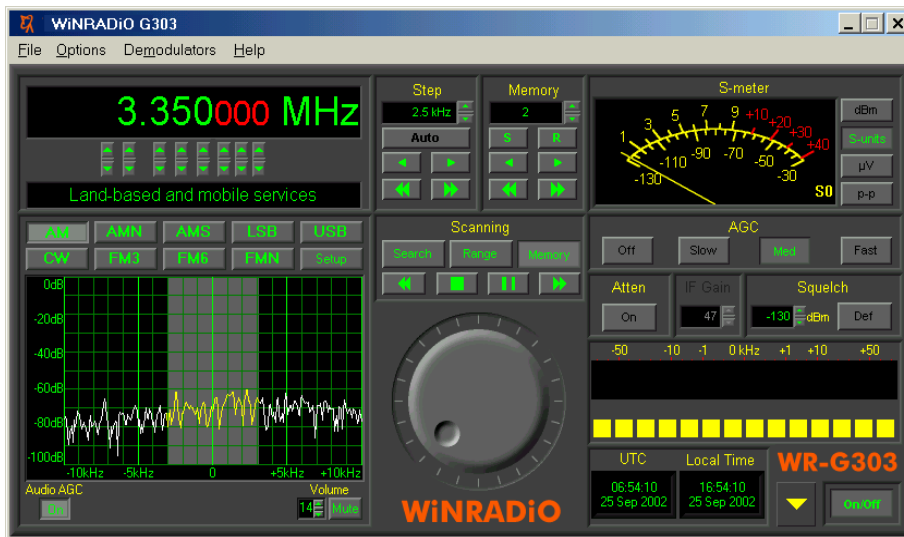 WiNRADiO G303
File Options Demodulators Help
3.350000 MHz
Land-based and mobile services
Step
2.5 kHz
Auto
Memory
2
S R
S-meter
1 3 5 7 9 +10 +20 +30 +40
-130 -110 -90 -70 -50 -30
S0
dBm
S-units
µV
p-p
AM AMN AMS LSB USB
CW FM3 FM6 FMN Setup
0dB
-20dB
-40dB
-60dB
-80dB
-100dB
-10kHz -5kHz 0 +5kHz +10kHz
Audio AGC
On
Volume
14 Mute
Scanning
Search Range Memory
WiNRADiO
AGC
Off Slow Med Fast
Atten
On
IF Gain
47
Squelch
-130 dBm Def
-50 -10 -1 0 kHz +1 +10 +50
UTC
06:54:10
25 Sep 2002
Local Time
16:54:10
25 Sep 2002
WR-G303
On/Off